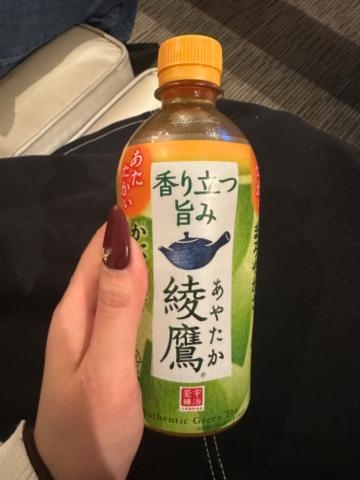 あた
たかい
香り立つ
旨み
あやたか
綾鷹
Authentic Green Tea